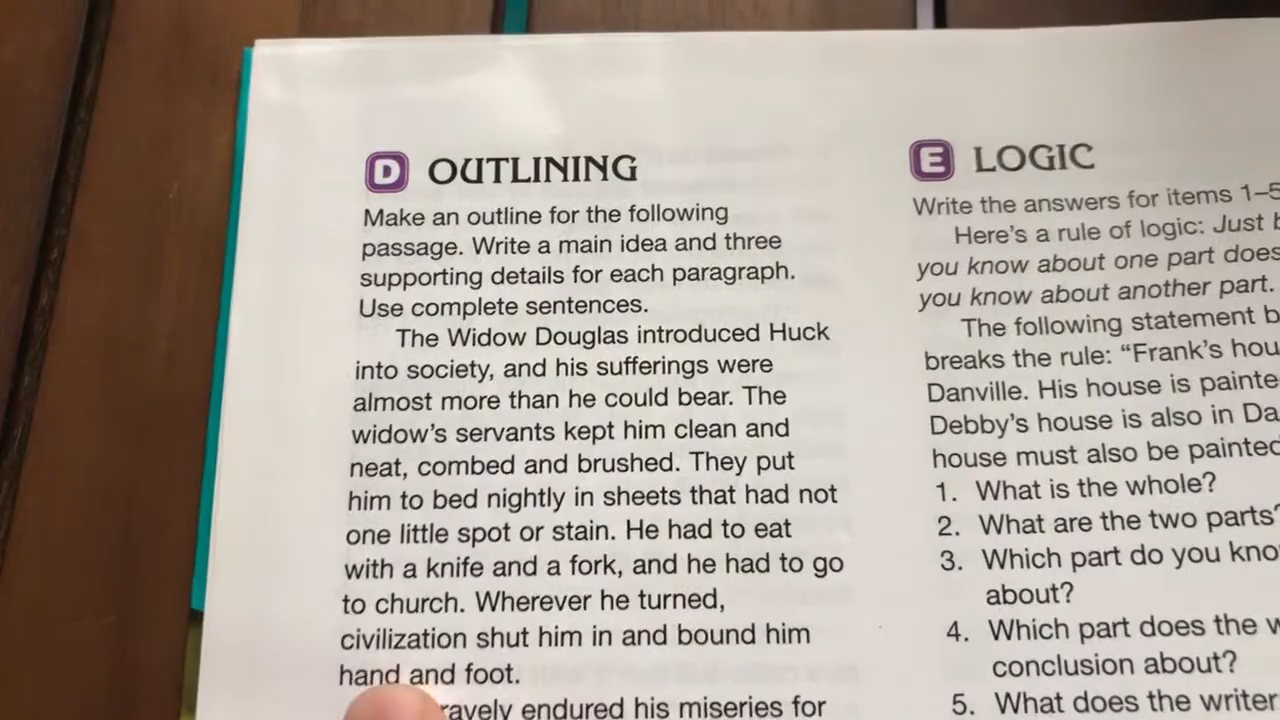 D OUTLINING
Make an outline for the following
passage. Write a main idea and three
supporting details for each paragraph.
Use complete sentences.
The Widow Douglas introduced Huck
into society, and his sufferings were
almost more than he could bear. The
widow's servants kept him clean and
neat, combed and brushed. They put
him to bed nightly in sheets that had not
one little spot or stain. He had to eat
with a knife and a fork, and he had to go
to church. Wherever he turned,
civilization shut him in and bound him
hand and foot.
endured his miseries for
E LOGIC
Write the answers for items 1–5
Here's a rule of logic: Just
you know about one part does
you know about another part.
The following statement
breaks the rule: “Frank's
Danville. His house is
Debby's house is also in
house must also be
1. What is the whole?
2. What are the two parts?
3. Which part do you
about?
4. Which part does the
conclusion about?
5. What does the writer